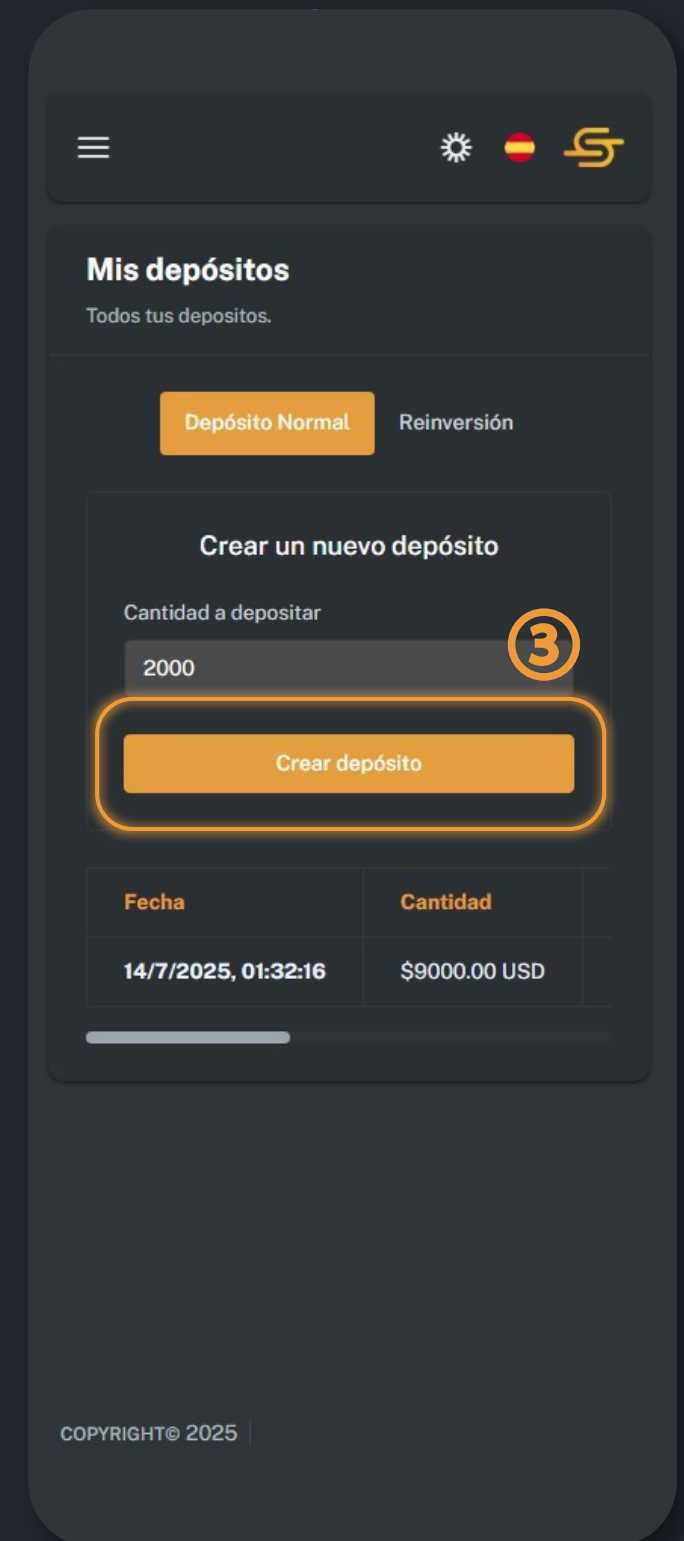 Mis depósitos
Todos tus depositos.
Depósito Normal Reinversión
Crear un nuevo depósito
Cantidad a depositar
2000
③
Crear depósito
Fecha Cantidad
14/7/2025, 01:32:16 $9000.00 USD
COPYRIGHT© 2025